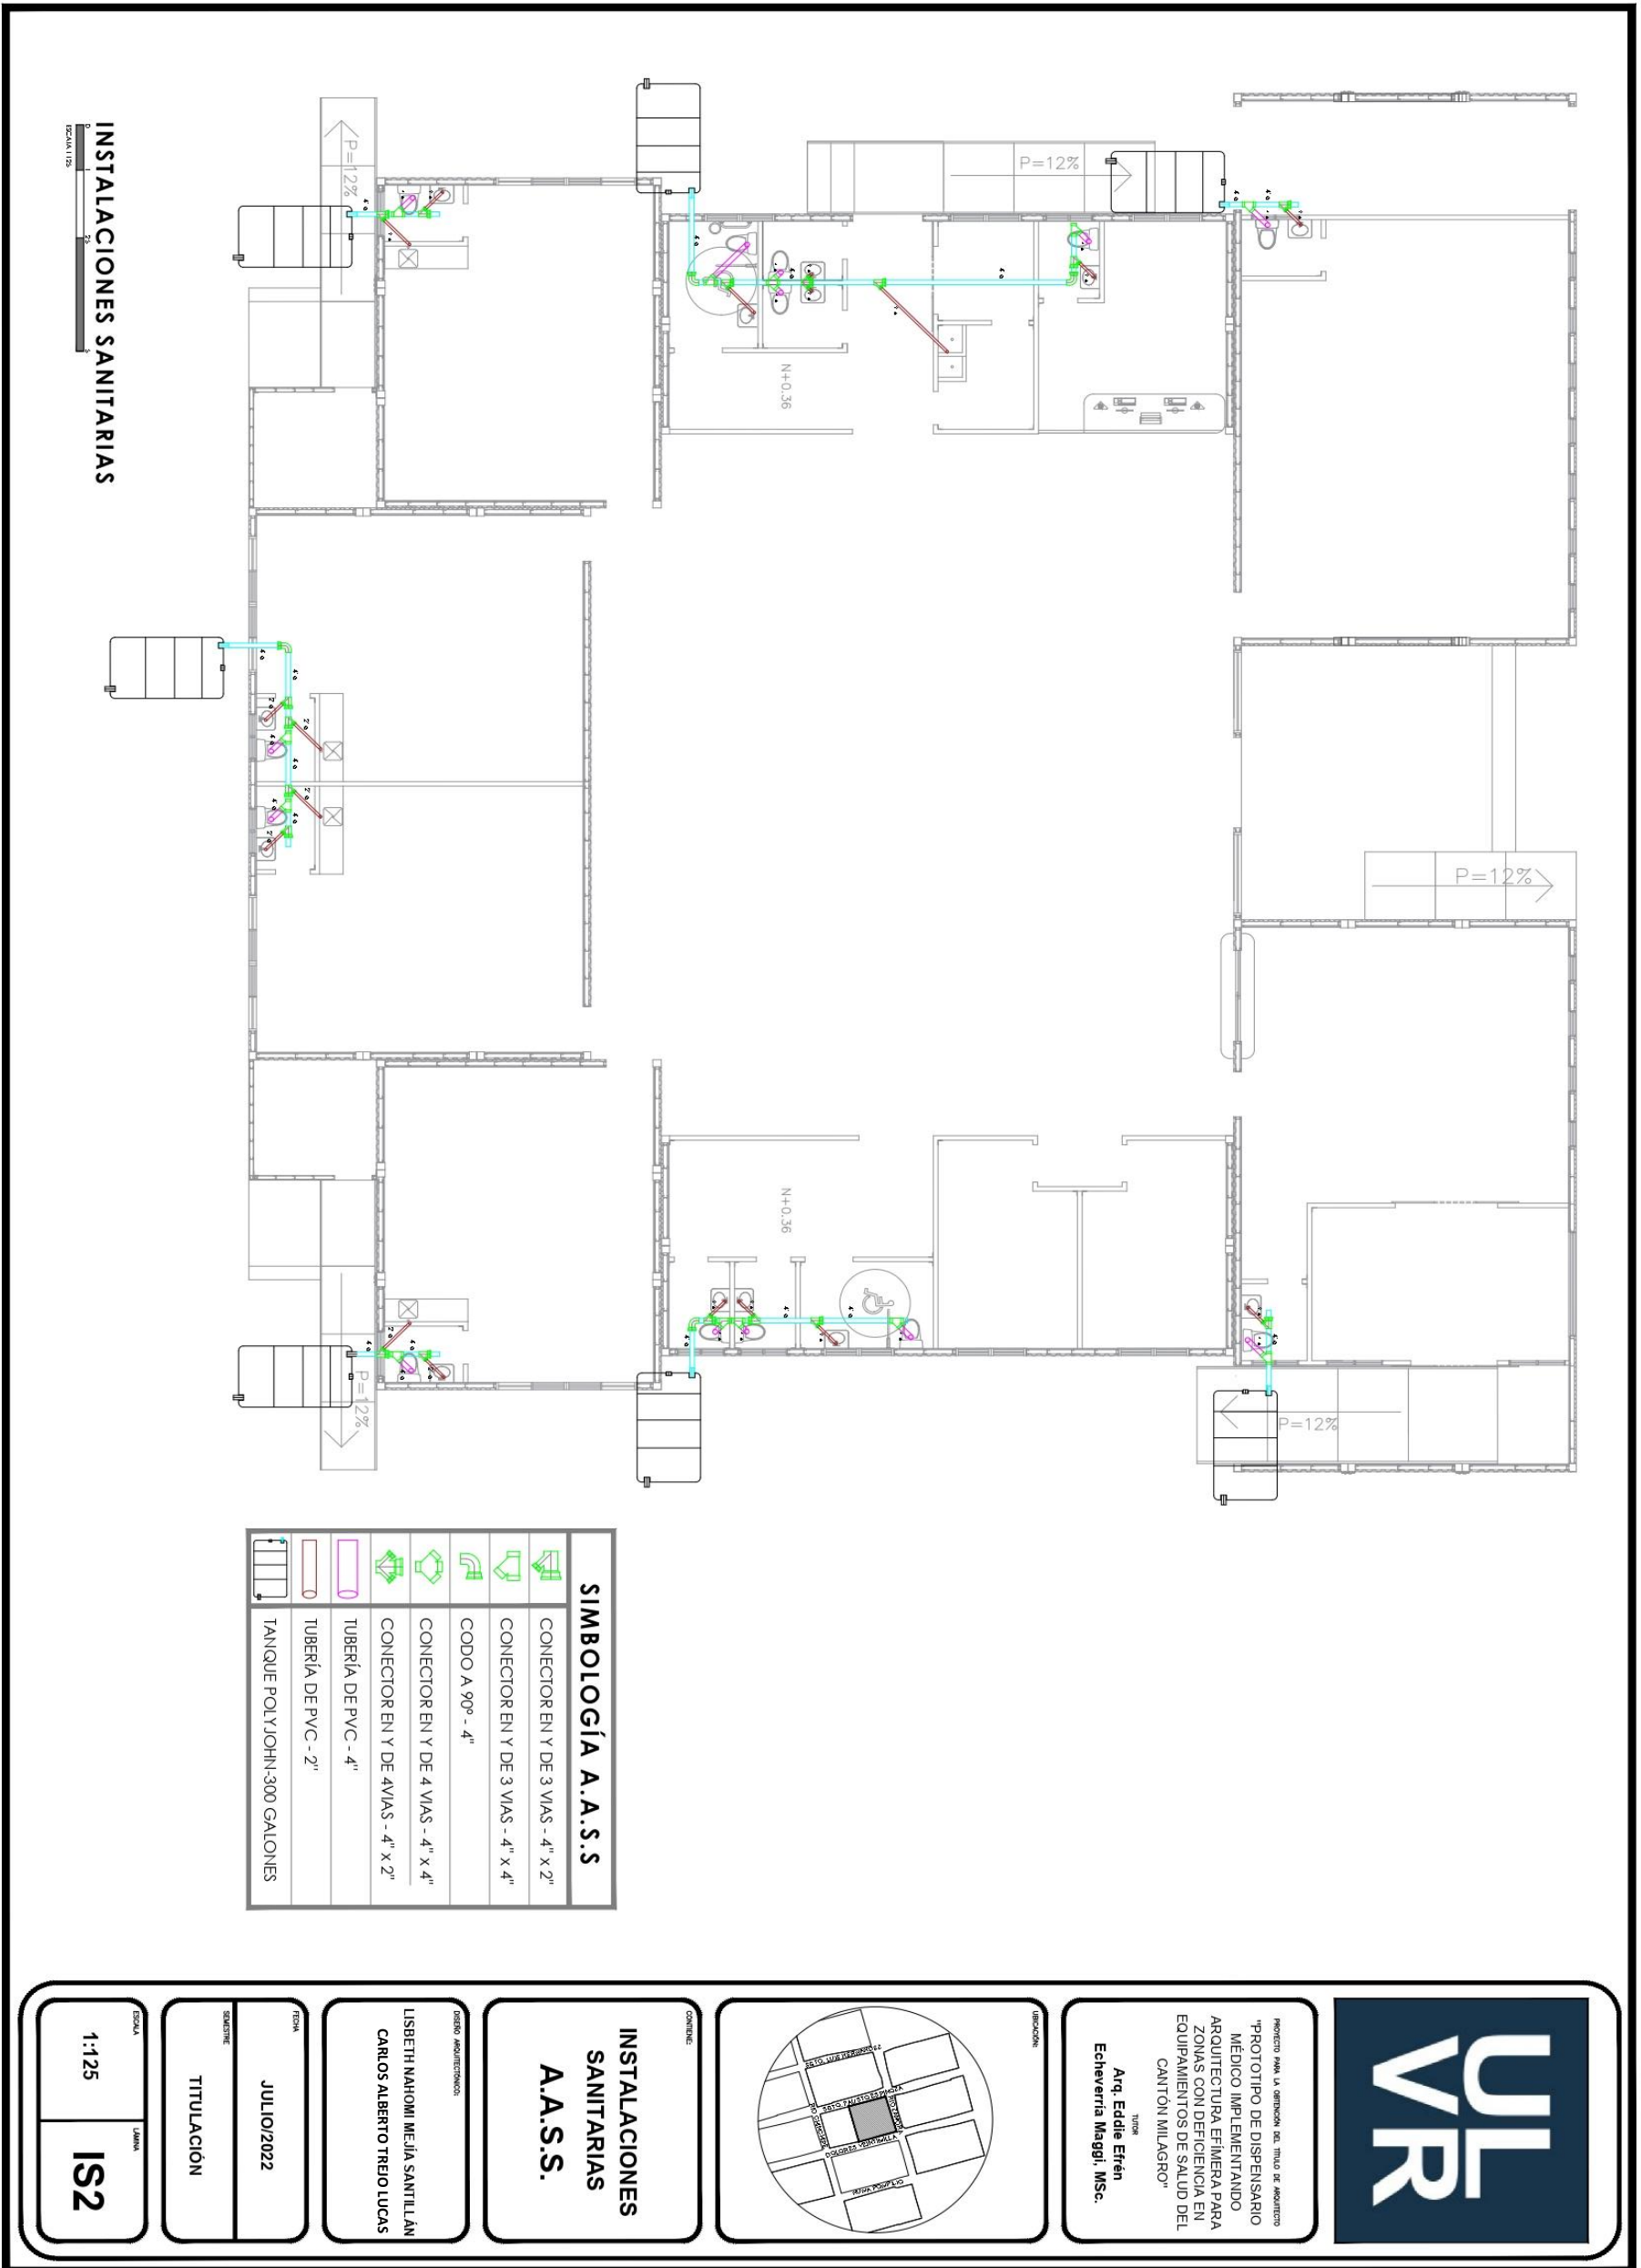 INSTALACIONES SANITARIAS
ESCALA 1:125
P=12%
P=12%
P=12%
P=12%
P=12%
N+0.36
N+0.36
SIMBOLOGÍA A.A.S.S
CONECTOR EN Y DE 3 VIAS - 4" x 2"
CONECTOR EN Y DE 3 VIAS - 4" x 4"
CODO A 90° - 4"
CONECTOR EN Y DE 4 VIAS - 4" x 4"
CONECTOR EN Y DE 4VIAS - 4" x 2"
TUBERÍA DE PVC - 4"
TUBERÍA DE PVC - 2"
TANQUE POLYJOHN-300 GALONES
UL
VR
PROYECTO PARA LA OBTENCIÓN DEL TÍTULO DE ARQUITECTO
"PROTOTIPO DE DISPENSARIO
MÉDICO IMPLEMENTANDO
ARQUITECTURA EFÍMERA PARA
ZONAS CON DEFICIENCIA EN
EQUIPAMIENTOS DE SALUD DEL
CANTÓN MILAGRO"
TUTOR
Arq. Eddie Efrén
Echeverría Maggi, MSc.
UBICACIÓN:
CONTIENE:
INSTALACIONES
SANITARIAS
A.A.S.S.
DISEÑO ARQUITECTÓNICO:
LISBETH NAHOMI MEJÍA SANTILLÁN
CARLOS ALBERTO TREJO LUCAS
FECHA
JULIO/2022
SEMESTRE
TITULACIÓN
ESCALA
1:125
LÁMINA
IS2